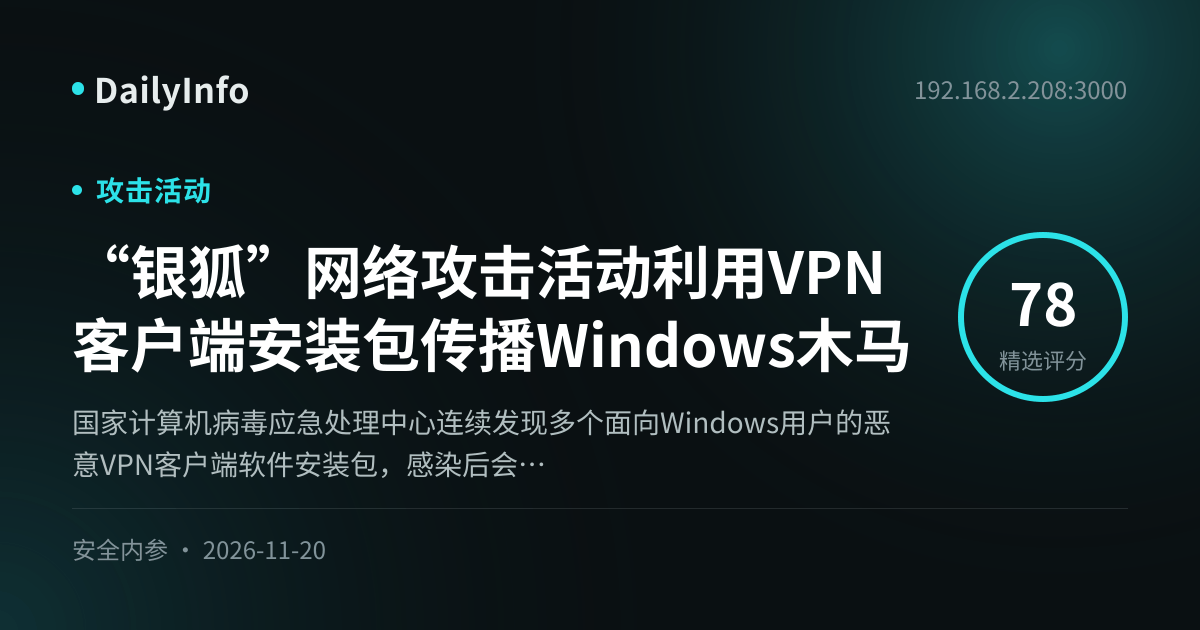 DailyInfo
192.168.2.208:3000
攻击活动
“银狐”网络攻击活动利用VPN
客户端安装包传播Windows木马
78
精选评分
国家计算机病毒应急处理中心连续发现多个面向Windows用户的恶
意VPN客户端软件安装包，感染后会…
安全内参 · 2026-11-20